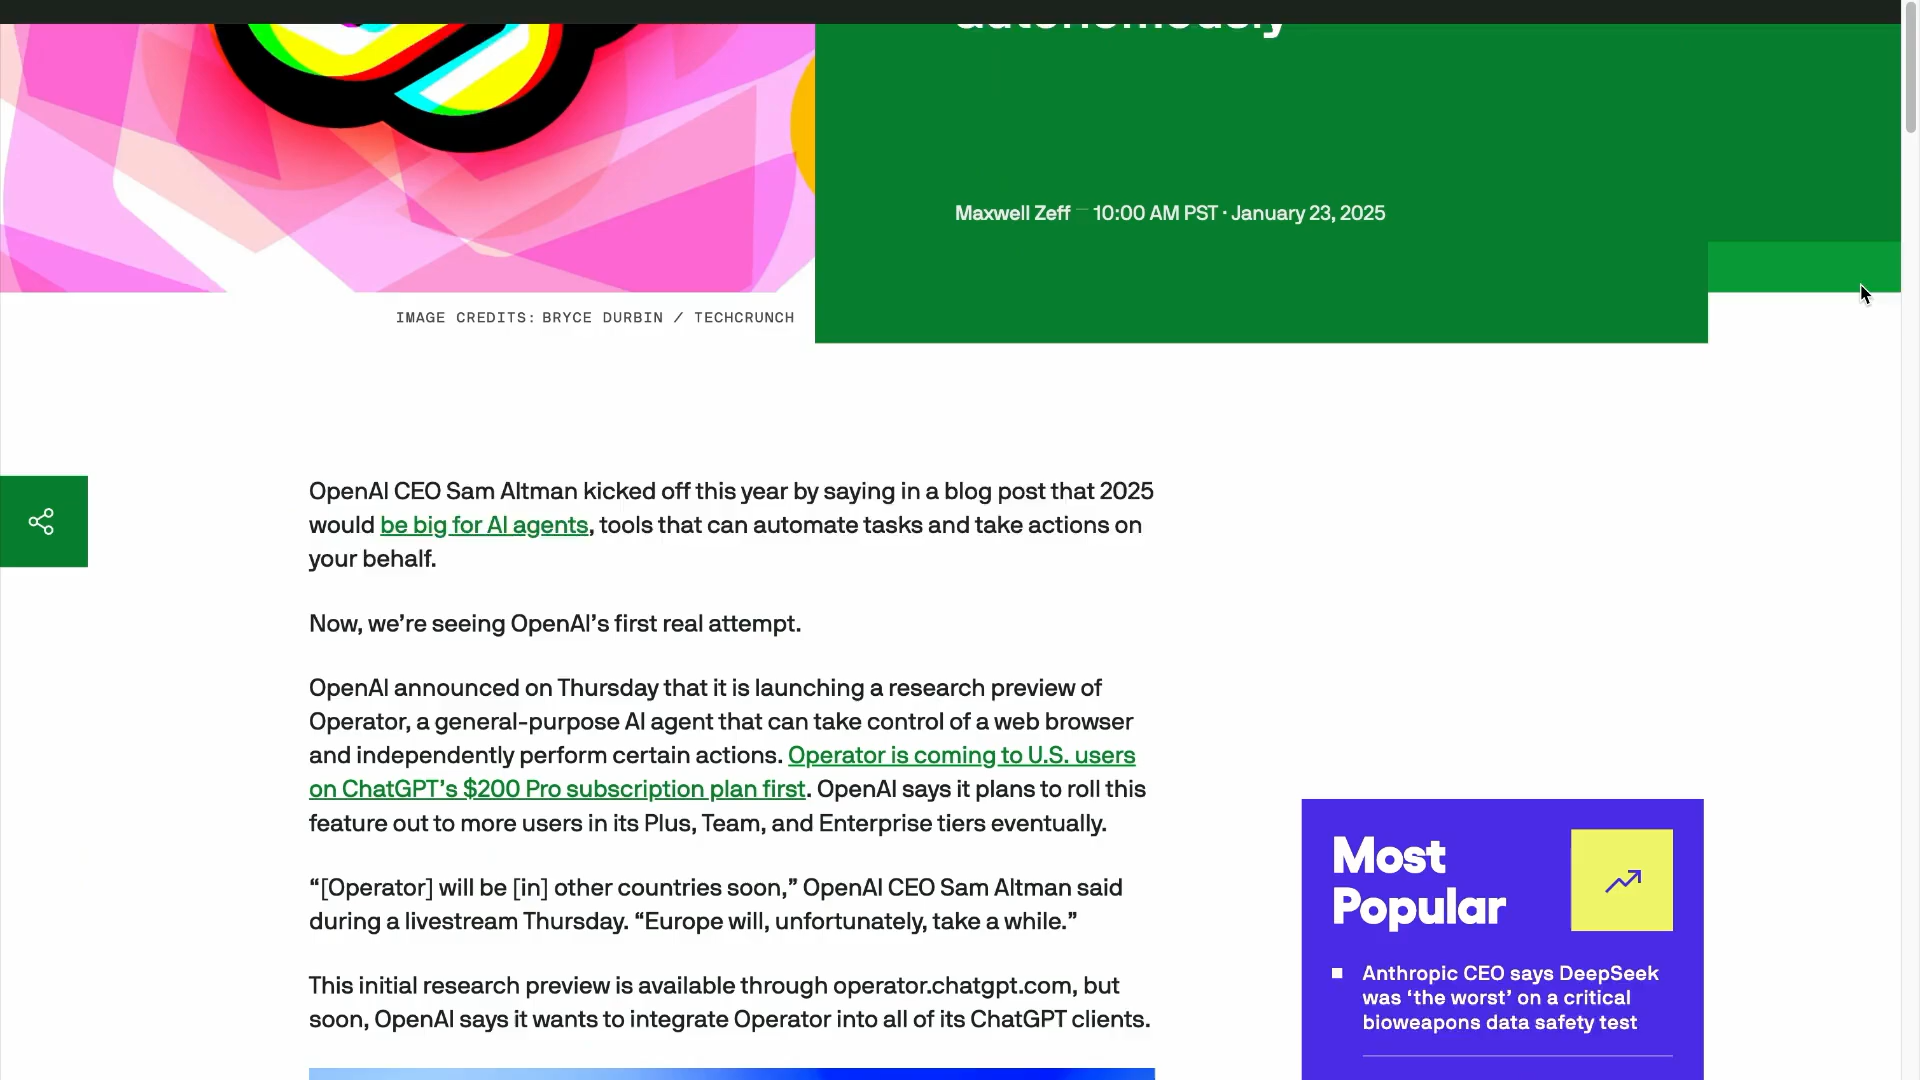 autonomously
Maxwell Zeff — 10:00 AM PST · January 23, 2025
IMAGE CREDITS: BRYCE DURBIN / TECHCRUNCH
OpenAI CEO Sam Altman kicked off this year by saying in a blog post that 2025
would be big for AI agents, tools that can automate tasks and take actions on
your behalf.
Now, we’re seeing OpenAI’s first real attempt.
OpenAI announced on Thursday that it is launching a research preview of
Operator, a general-purpose AI agent that can take control of a web browser
and independently perform certain actions. Operator is coming to U.S. users
on ChatGPT’s $200 Pro subscription plan first. OpenAI says it plans to roll this
feature out to more users in its Plus, Team, and Enterprise tiers eventually.
“[Operator] will be [in] other countries soon,” OpenAI CEO Sam Altman said
during a livestream Thursday. “Europe will, unfortunately, take a while.”
This initial research preview is available through operator.chatgpt.com, but
soon, OpenAI says it wants to integrate Operator into all of its ChatGPT clients.
Most
Popular
Anthropic CEO says DeepSeek
was ‘the worst’ on a critical
bioweapons data safety test